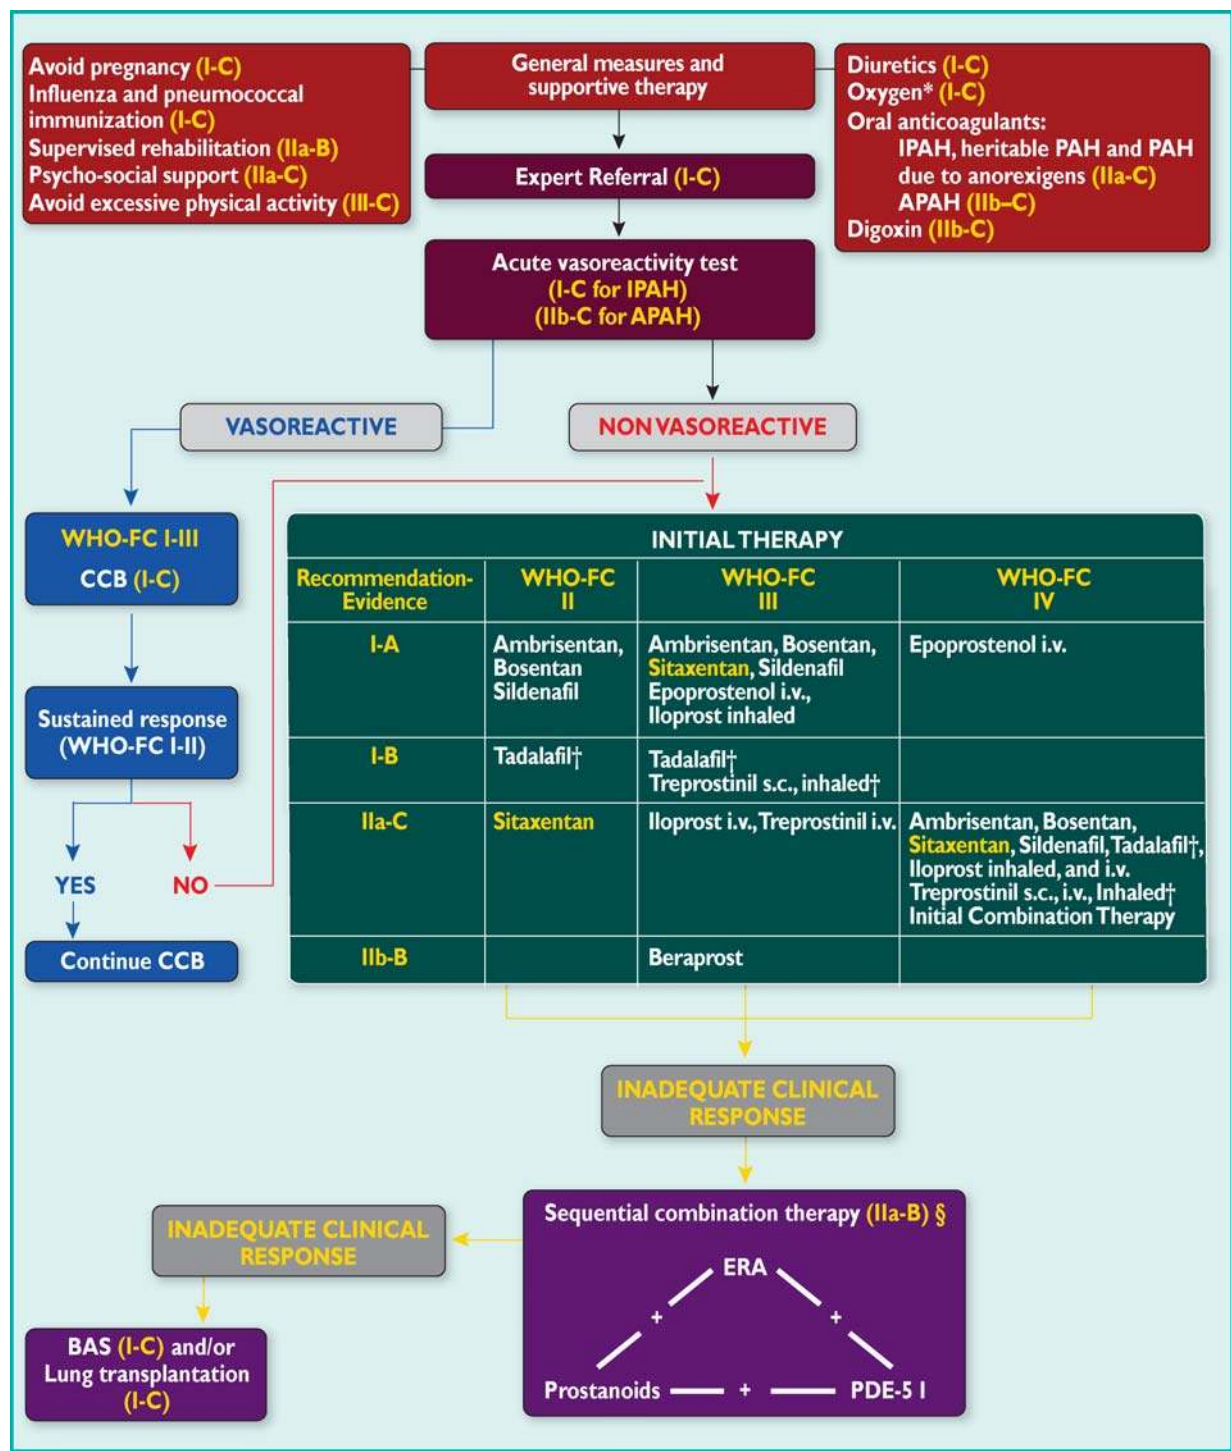 Avoid pregnancy (I-C)
Influenza and pneumococcal
immunization (I-C)
Supervised rehabilitation (IIa-B)
Psycho-social support (IIa-C)
Avoid excessive physical activity (III-C)
General measures and
supportive therapy
Diuretics (I-C)
Oxygen* (I-C)
Oral anticoagulants:
IPAH, heritable PAH and PAH
due to anorexigens (IIa-C)
APAH (IIb–C)
Digoxin (IIb-C)
Expert Referral (I-C)
Acute vasoreactivity test
(I-C for IPAH)
(IIb-C for APAH)
VASOREACTIVE
NON VASOREACTIVE
WHO-FC I-III
CCB (I-C)
Sustained response
(WHO-FC I-II)
YES
NO
Continue CCB
INITIAL THERAPY
Recommendation-
Evidence
WHO-FC
II
WHO-FC
III
WHO-FC
IV
I-A
Ambrisentan,
Bosentan
Sildenafil
Ambrisentan, Bosentan,
Sitaxentan, Sildenafil
Epoprostenol i.v.,
Iloprost inhaled
Epoprostenol i.v.
I-B
Tadalafil†
Tadalafil†
Treprostinil s.c., inhaled†
IIa-C
Sitaxentan
Iloprost i.v., Treprostinil i.v.
Ambrisentan, Bosentan,
Sitaxentan, Sildenafil, Tadalafil†,
Iloprost inhaled, and i.v.
Treprostinil s.c., i.v., Inhaled†
Initial Combination Therapy
IIb-B
Beraprost
INADEQUATE CLINICAL
RESPONSE
Sequential combination therapy (IIa-B) §
ERA
+
+
Prostanoids
+
PDE-5 I
INADEQUATE CLINICAL
RESPONSE
BAS (I-C) and/or
Lung transplantation
(I-C)